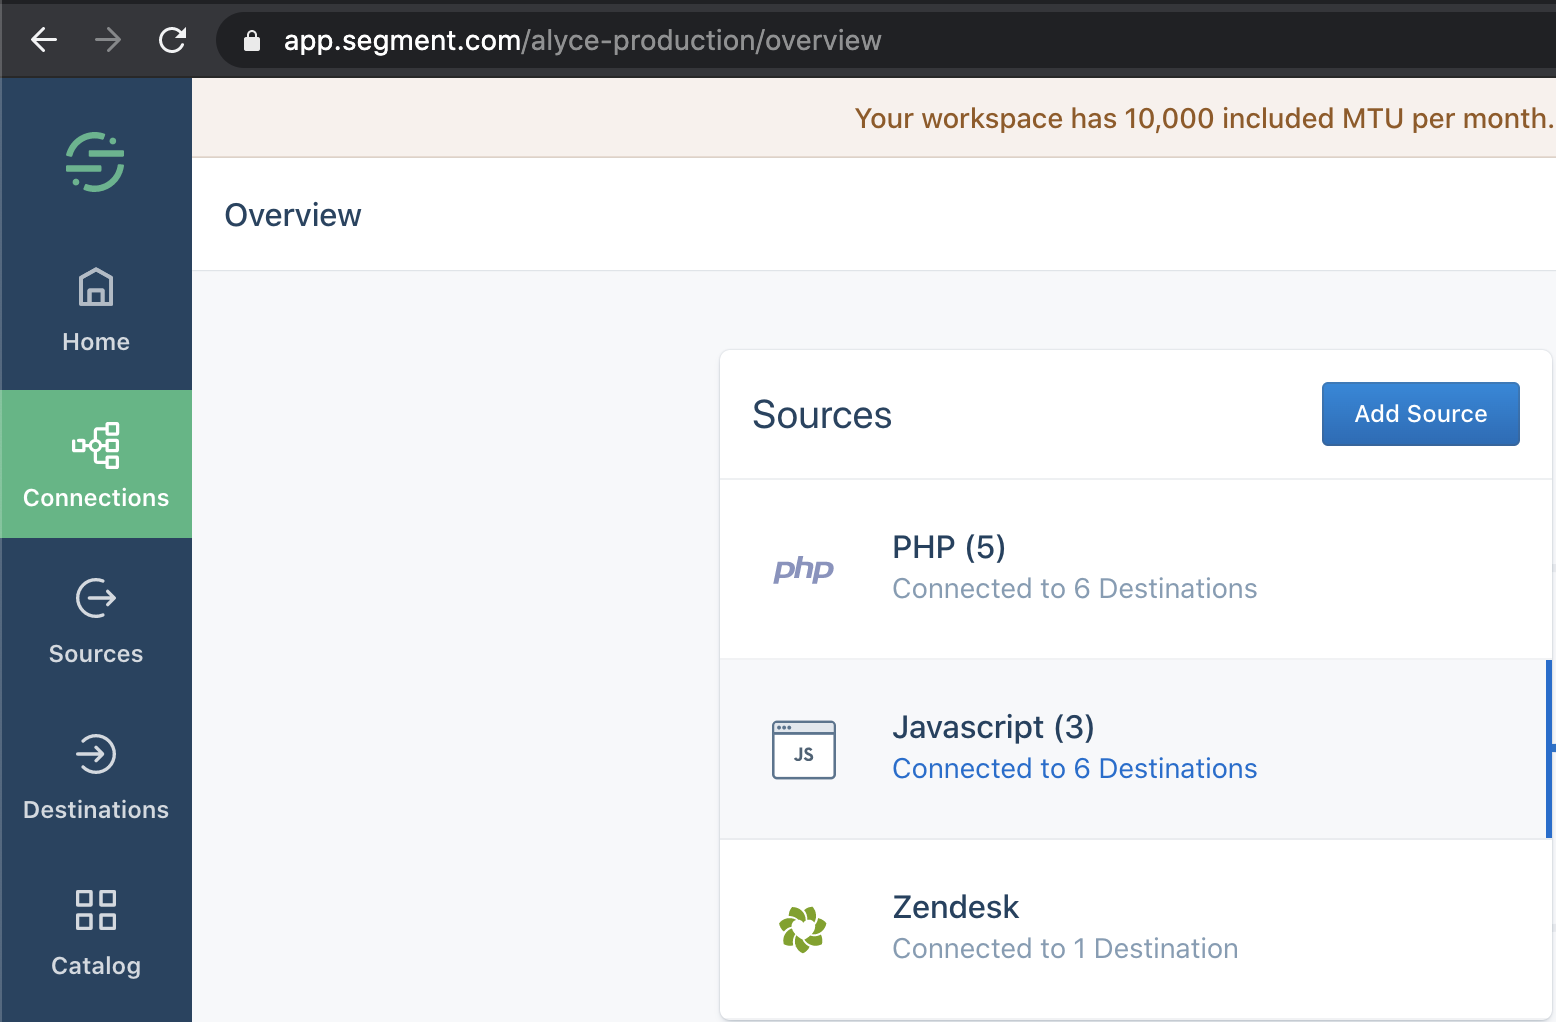 app.segment.com/alyce-production/overview
Your workspace has 10,000 included MTU per month.
Overview
Home
Connections
Sources
Destinations
Catalog
Sources
Add Source
php
PHP (5)
Connected to 6 Destinations
JS
Javascript (3)
Connected to 6 Destinations
Zendesk
Connected to 1 Destination